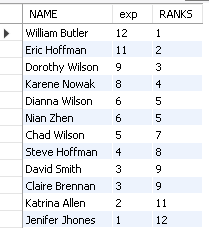 NAME exp RANKS
William Butler 12 1
Eric Hoffman 11 2
Dorothy Wilson 9 3
Karene Nowak 8 4
Dianna Wilson 6 5
Nian Zhen 6 5
Chad Wilson 5 7
Steve Hoffman 4 8
David Smith 3 9
Claire Brennan 3 9
Katrina Allen 2 11
Jenifer Jhones 1 12